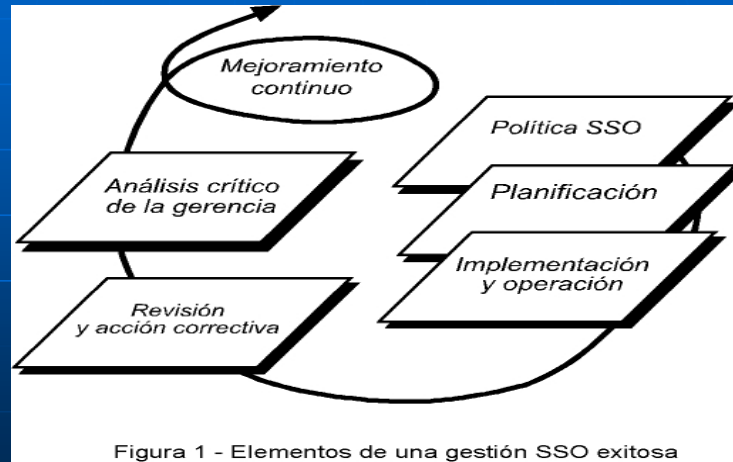 Mejoramiento
continuo
Política SSO
Planificación
Implementación
y operación
Análisis crítico
de la gerencia
Revisión
y acción correctiva
Figura 1 - Elementos de una gestión SSO exitosa